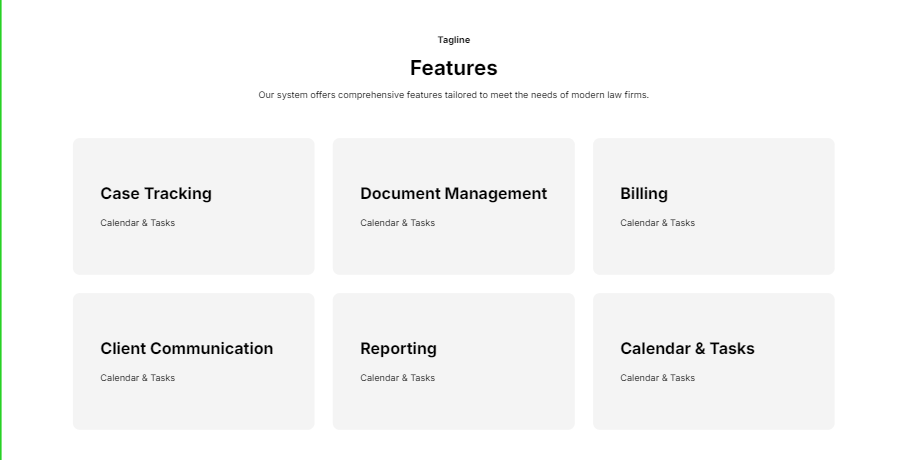 Tagline
Features
Our system offers comprehensive features tailored to meet the needs of modern law firms.
Case Tracking
Calendar & Tasks
Document Management
Calendar & Tasks
Billing
Calendar & Tasks
Client Communication
Calendar & Tasks
Reporting
Calendar & Tasks
Calendar & Tasks
Calendar & Tasks